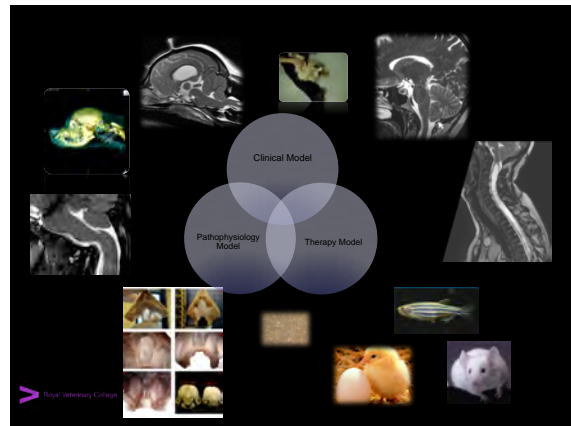 Clinical Model
Pathophysiology
Model
Therapy Model
Royal Veterinary College